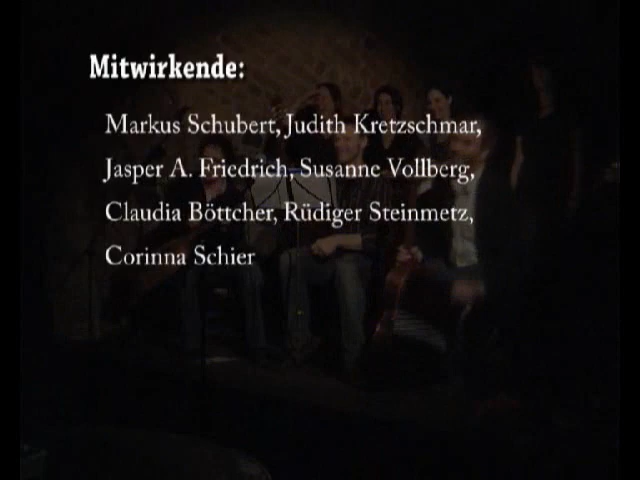 Mitwirkende:
Markus Schubert, Judith Kretzschmar,
Jasper A. Friedrich, Susanne Vollberg,
Claudia Böttcher, Rüdiger Steinmetz,
Corinna Schier